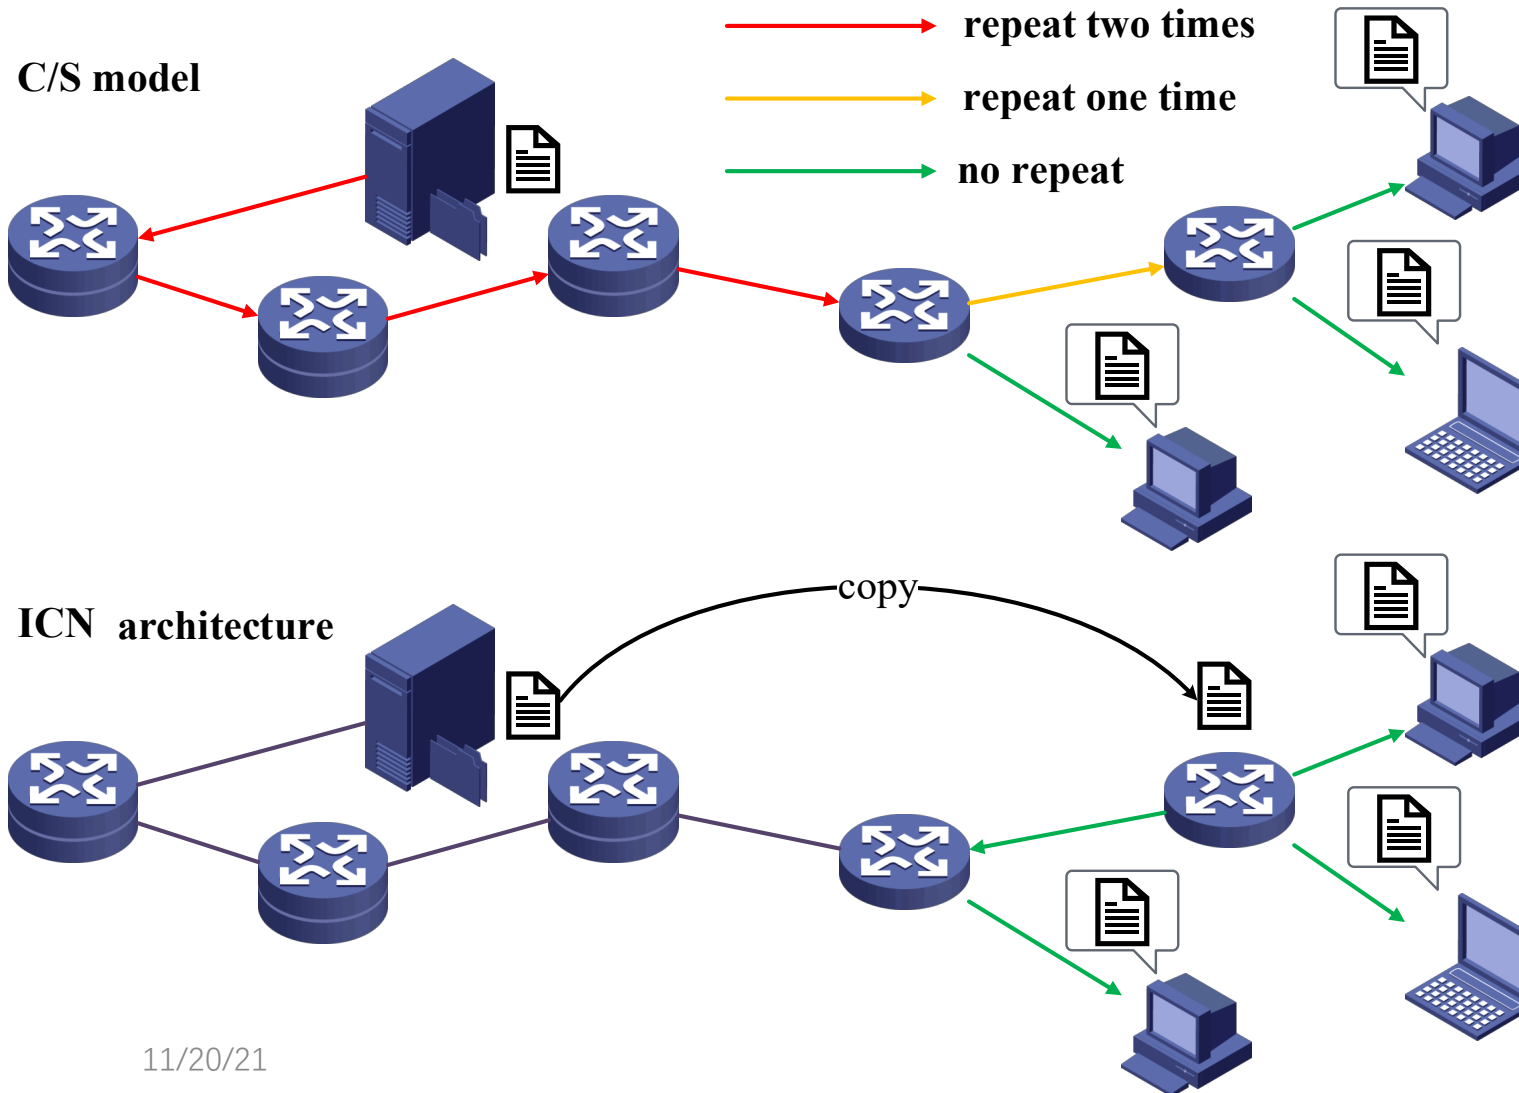 repeat two times
C/S model
repeat one time
no repeat
copy
ICN architecture
11/20/21